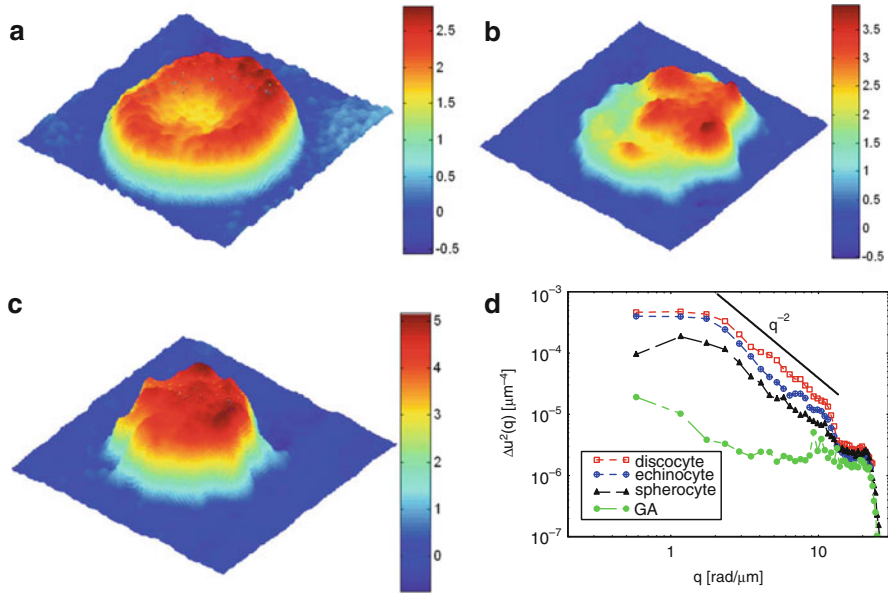 a
2.5
2
1.5
1
0.5
0
-0.5
b
3.5
3
2.5
2
1.5
1
0.5
0
-0.5
c
5
4
3
2
1
0
d
10⁻³
10⁻⁴
10⁻⁵
10⁻⁶
10⁻⁷
Δu²(q) [μm⁻⁴]
q⁻²
discocyte
echinocyte
spherocyte
GA
1
10
q [rad/μm]